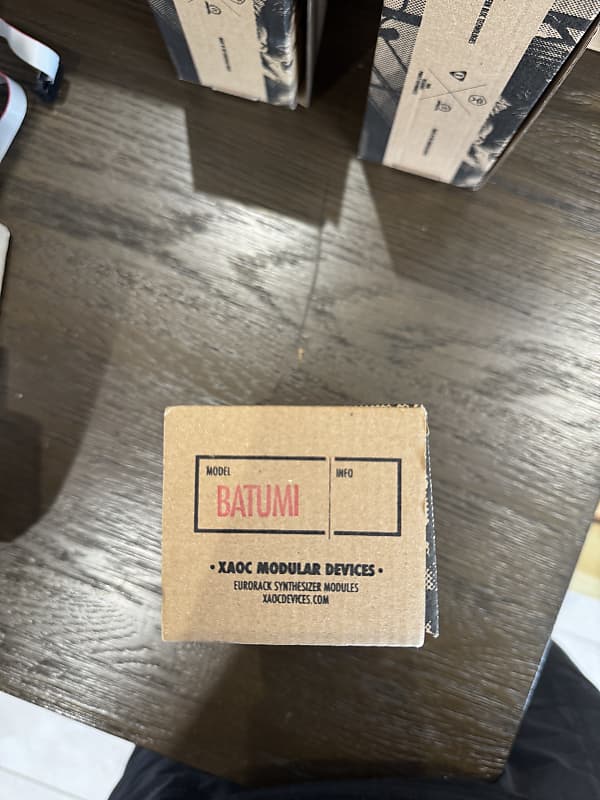 MODEL
INFO
BATUMI
• XAOC MODULAR DEVICES •
EURORACK SYNTHESIZER MODULES
XAOCDEVICES.COM